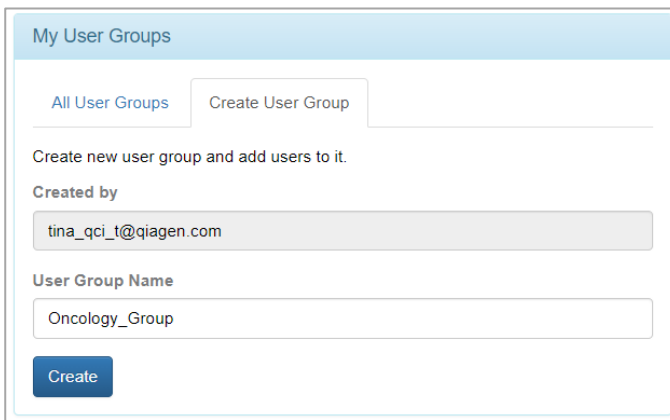 My User Groups
All User Groups Create User Group
Create new user group and add users to it.
Created by
tina_qci_t@qiagen.com
User Group Name
Oncology_Group
Create